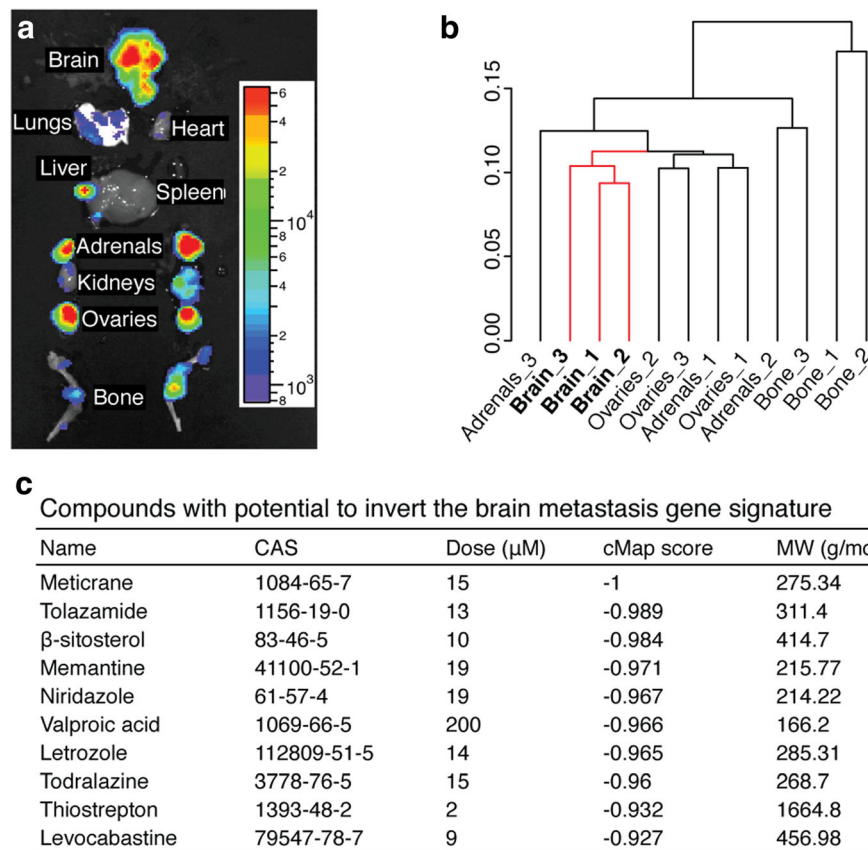 a
Brain
Lungs
Heart
Liver
Spleen
Adrenals
Kidneys
Ovaries
Bone
6
4
2
10⁴
8
6
4
2
10³
8
b
0.15
0.10
0.05
0.00
Adrenals_3
Brain_3
Brain_1
Brain_2
Ovaries_2
Ovaries_3
Adrenals_1
Ovaries_1
Adrenals_2
Bone_3
Bone_1
Bone_2
c
Compounds with potential to invert the brain metastasis gene signature
Name CAS Dose (µM) cMap score MW (g/mo
Meticrane 1084-65-7 15 -1 275.34
Tolazamide 1156-19-0 13 -0.989 311.4
β-sitosterol 83-46-5 10 -0.984 414.7
Memantine 41100-52-1 19 -0.971 215.77
Niridazole 61-57-4 19 -0.967 214.22
Valproic acid 1069-66-5 200 -0.966 166.2
Letrozole 112809-51-5 14 -0.965 285.31
Todralazine 3778-76-5 15 -0.96 268.7
Thiostrepton 1393-48-2 2 -0.932 1664.8
Levocabastine 79547-78-7 9 -0.927 456.98